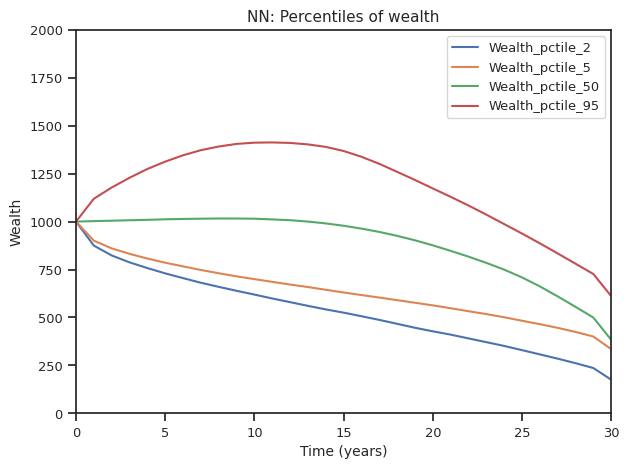 NN: Percentiles of wealth
2000
1750
1500
1250
1000
750
500
250
0
Wealth
Wealth_pctile_2
Wealth_pctile_5
Wealth_pctile_50
Wealth_pctile_95
0 5 10 15 20 25 30
Time (years)